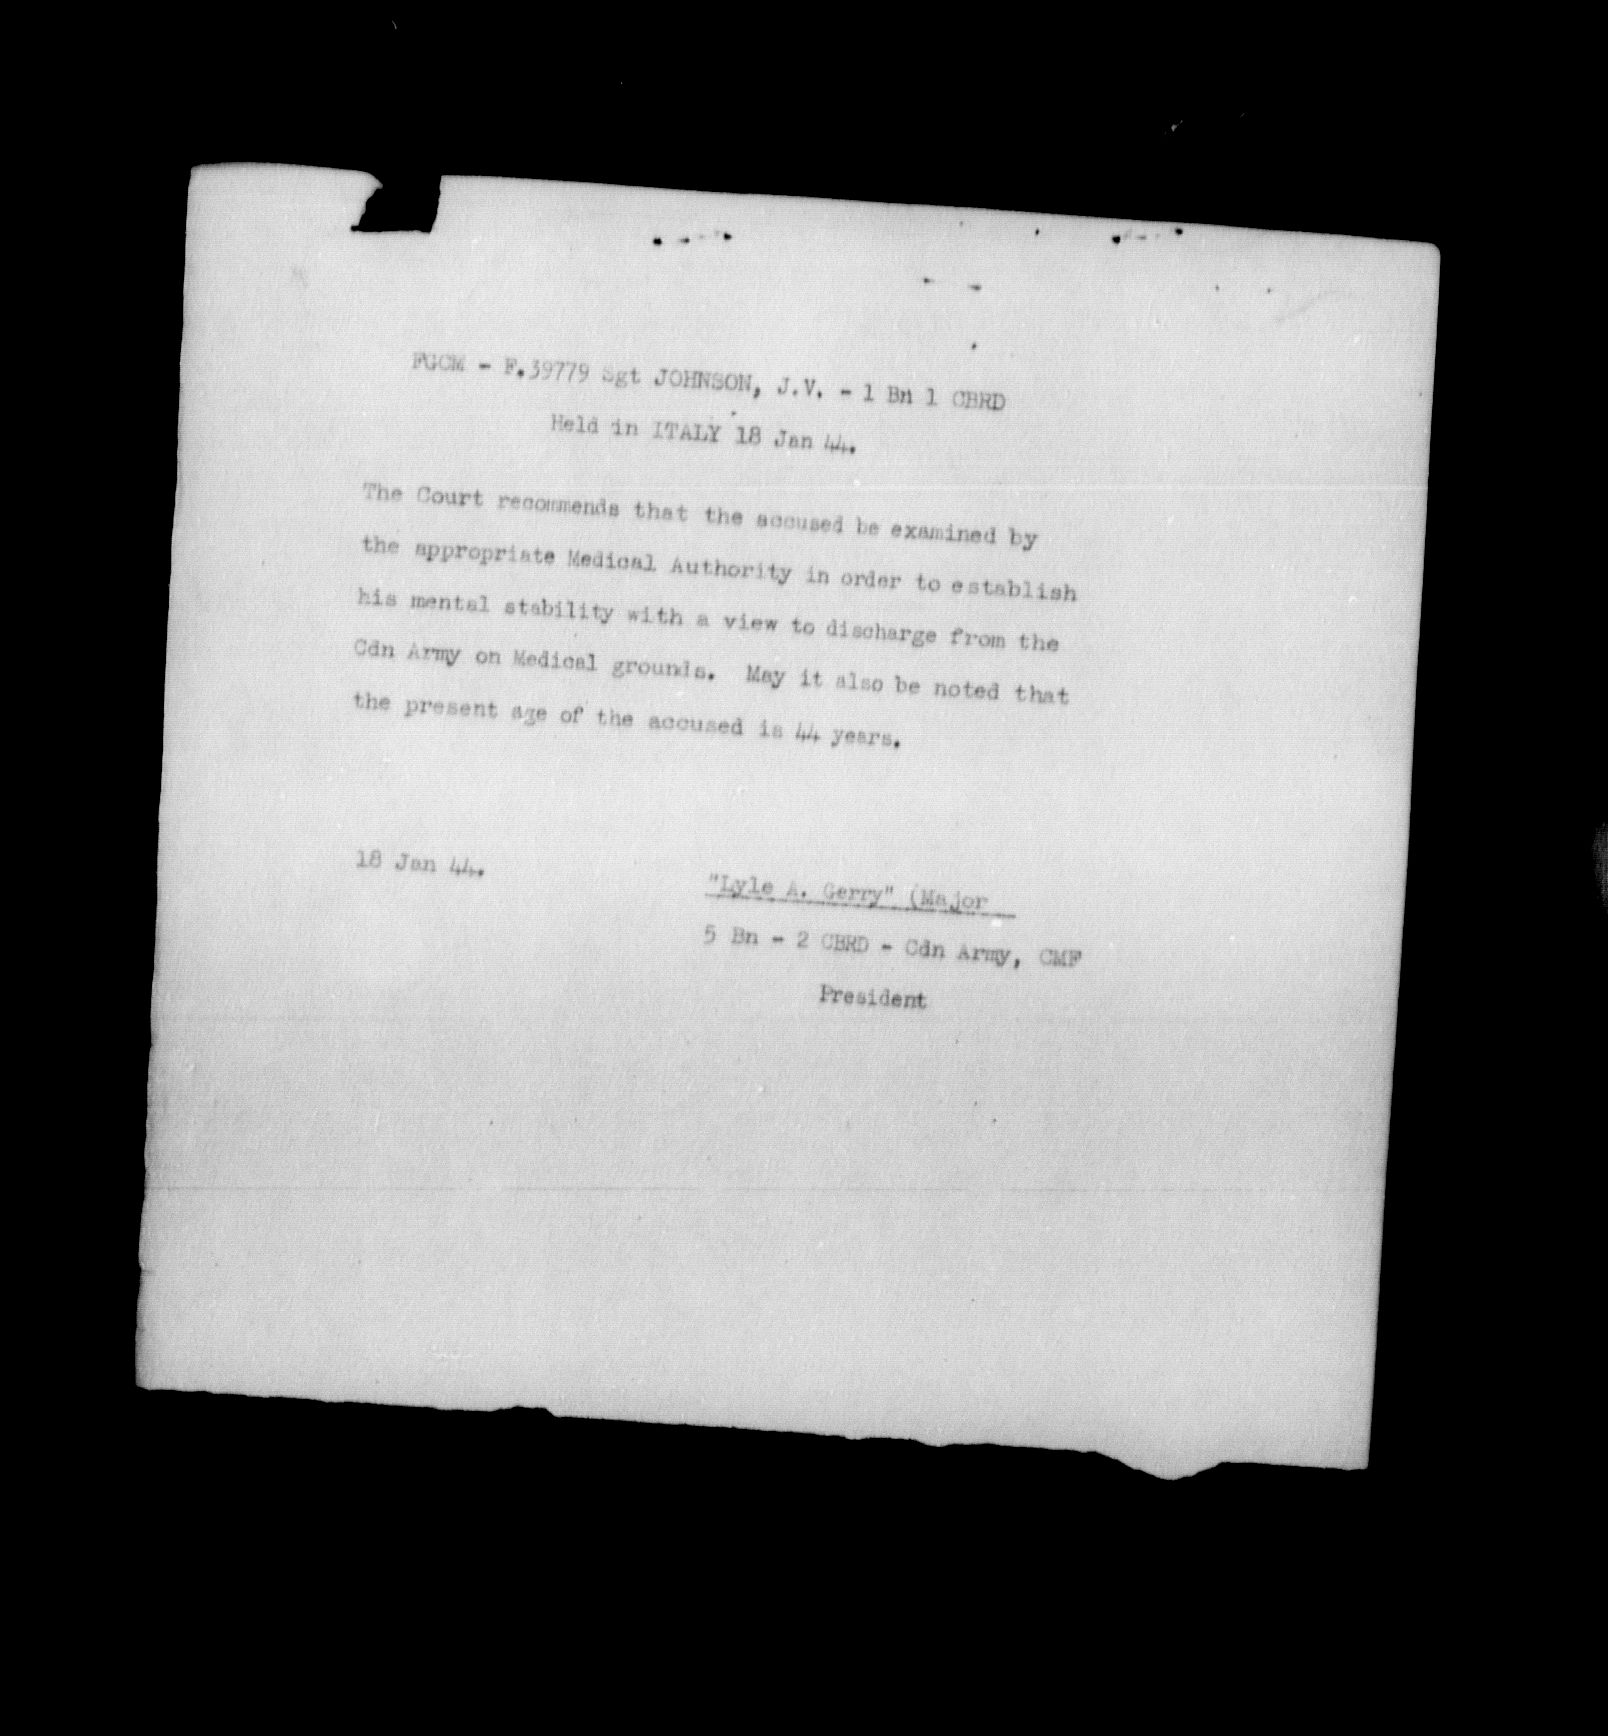 FGCM - F.39779 Sgt JOHNSON, J.V. - 1 Bn 1 CBRD
Held in ITALY 18 Jan 44.
The Court recommends that the accused be examined by
the appropriate Medical Authority in order to establish
his mental stability with a view to discharge from the
Cdn Army on Medical grounds. May it also be noted that
the present age of the accused is 44 years.
18 Jan 44.
"Lyle A. Gerry" (Major
5 Bn - 2 CBRD - Cdn Army, CMF
President